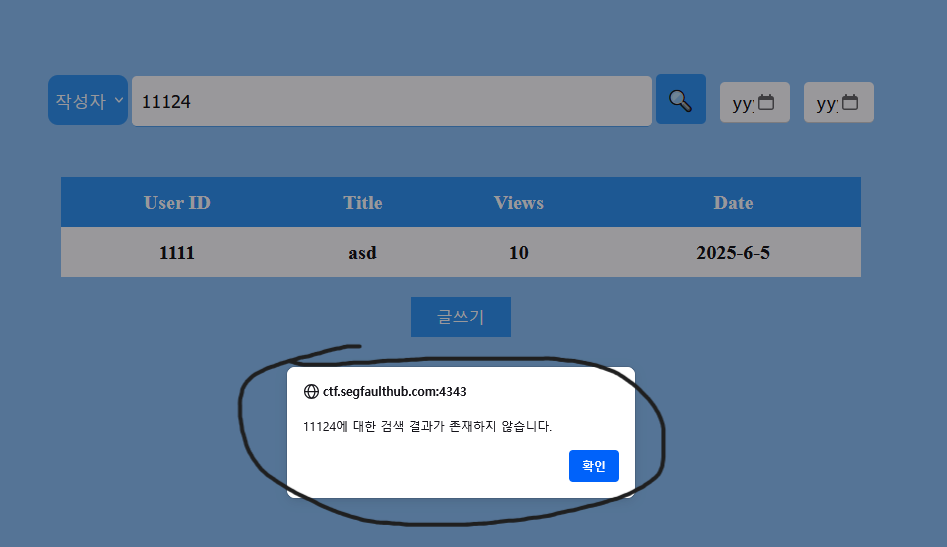 작성자 11124 yyy yyy
User ID Title Views Date
1111 asd 10 2025-6-5
글쓰기
ctf.segfaulthub.com:4343
11124에 대한 검색 결과가 존재하지 않습니다.
확인